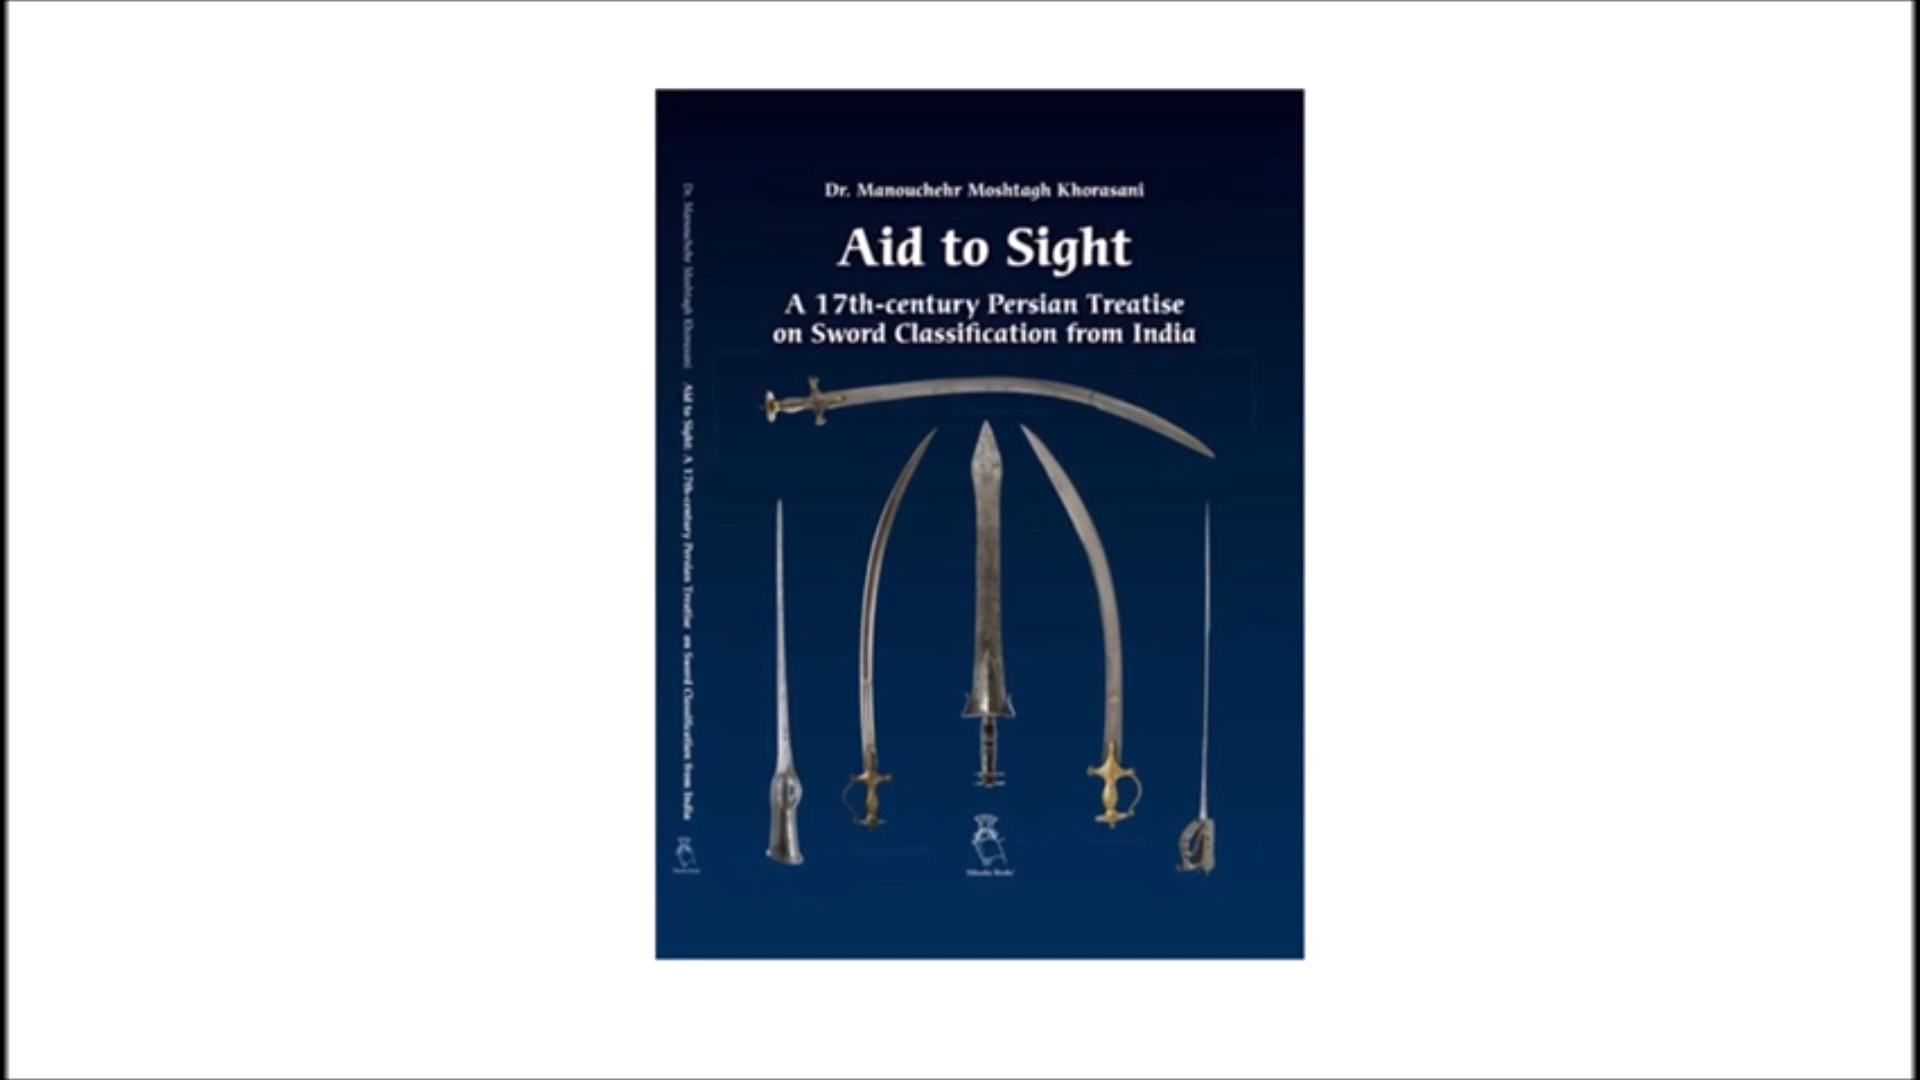 Dr. Manouchehr Moshtagh Khorasani
Aid to Sight
A 17th-century Persian Treatise
on Sword Classification from India
Dr. Manouchehr Moshtagh Khorasani Aid to Sight: A 17th-century Persian Treatise on Sword Classification from India